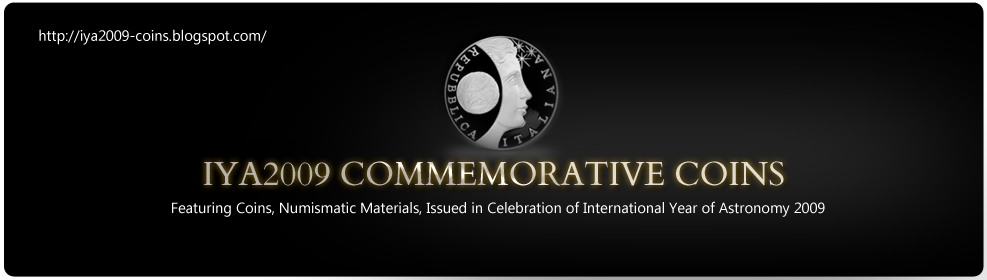 http://iya2009-coins.blogspot.com/
REPUBBLICA ITALIANA
IYA2009 COMMEMORATIVE COINS
Featuring Coins, Numismatic Materials, Issued in Celebration of International Year of Astronomy 2009